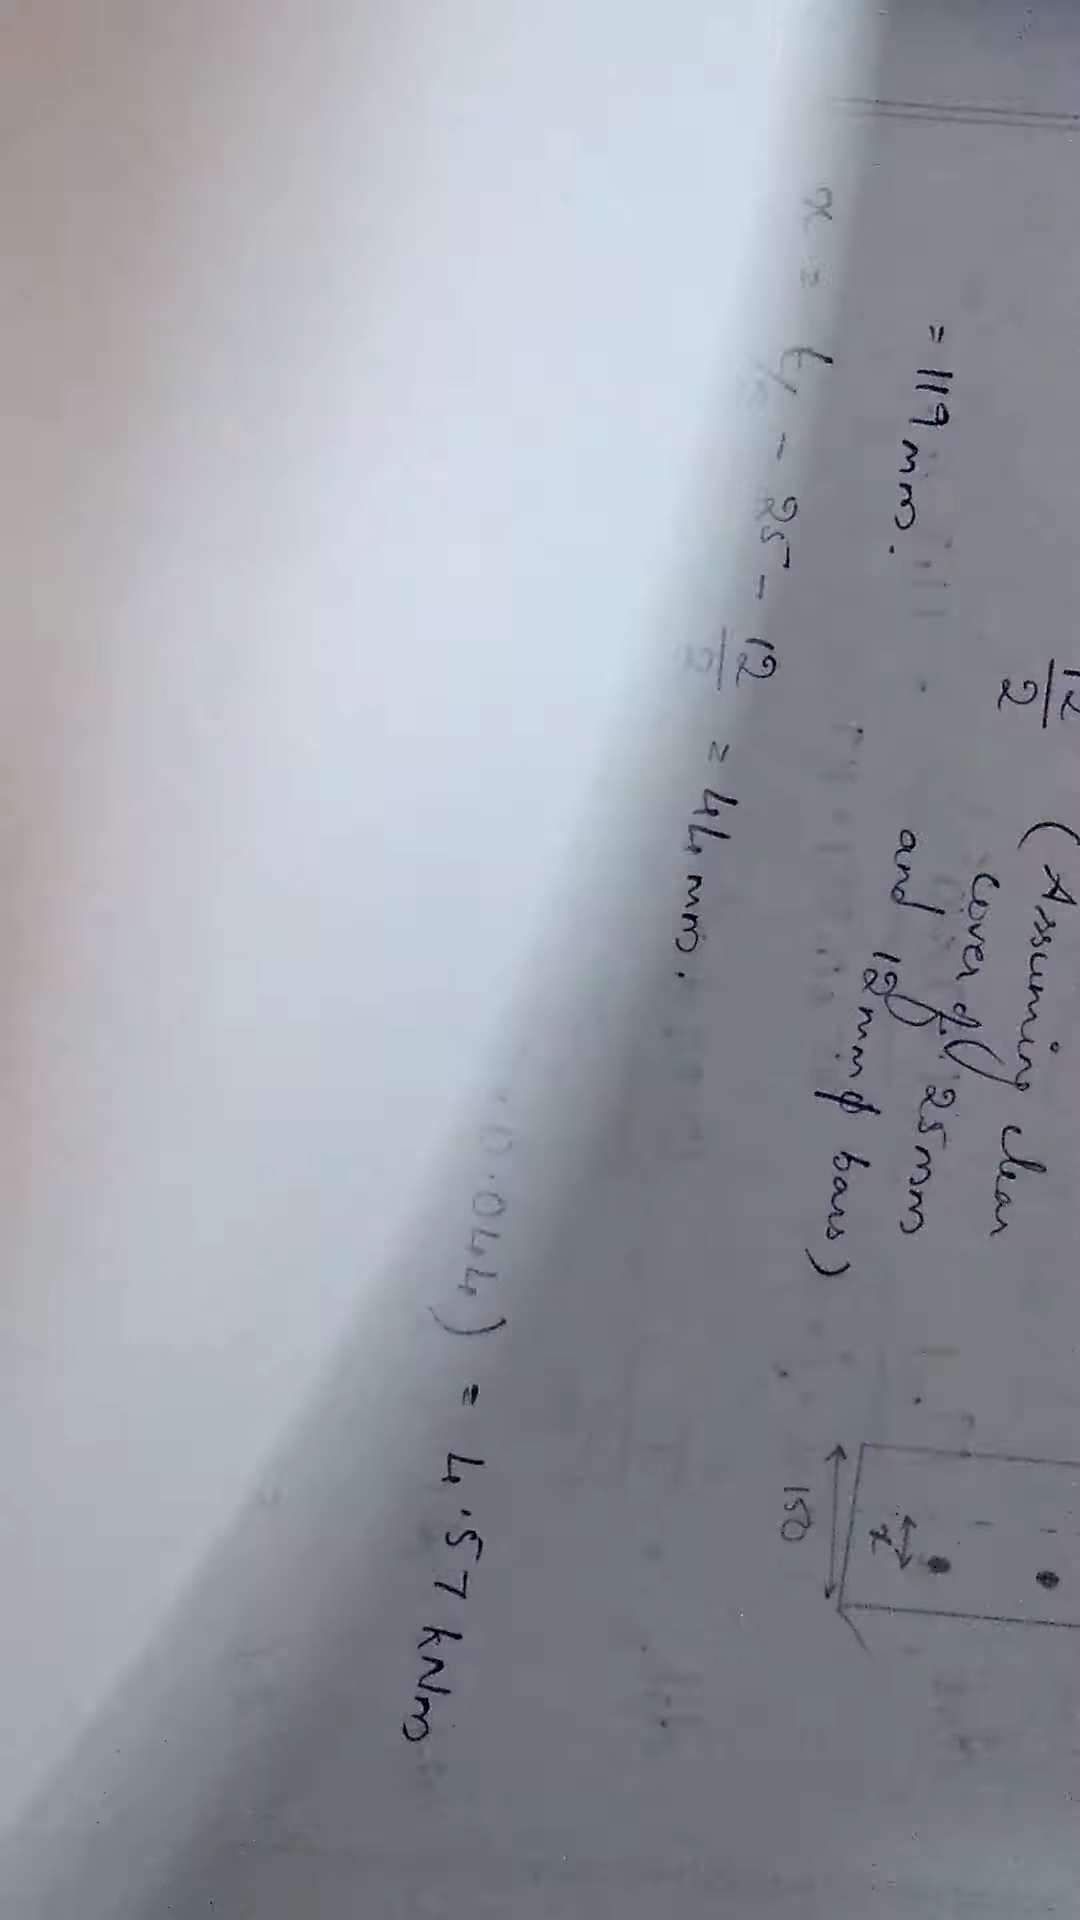 12/2 (Assuming clear
cover of 25mm
= 119 mm. and 12mm φ bars)
x
150
x = t/2 - 25 - 12/2 = 44 mm.
0.044) = 4.57 kNm